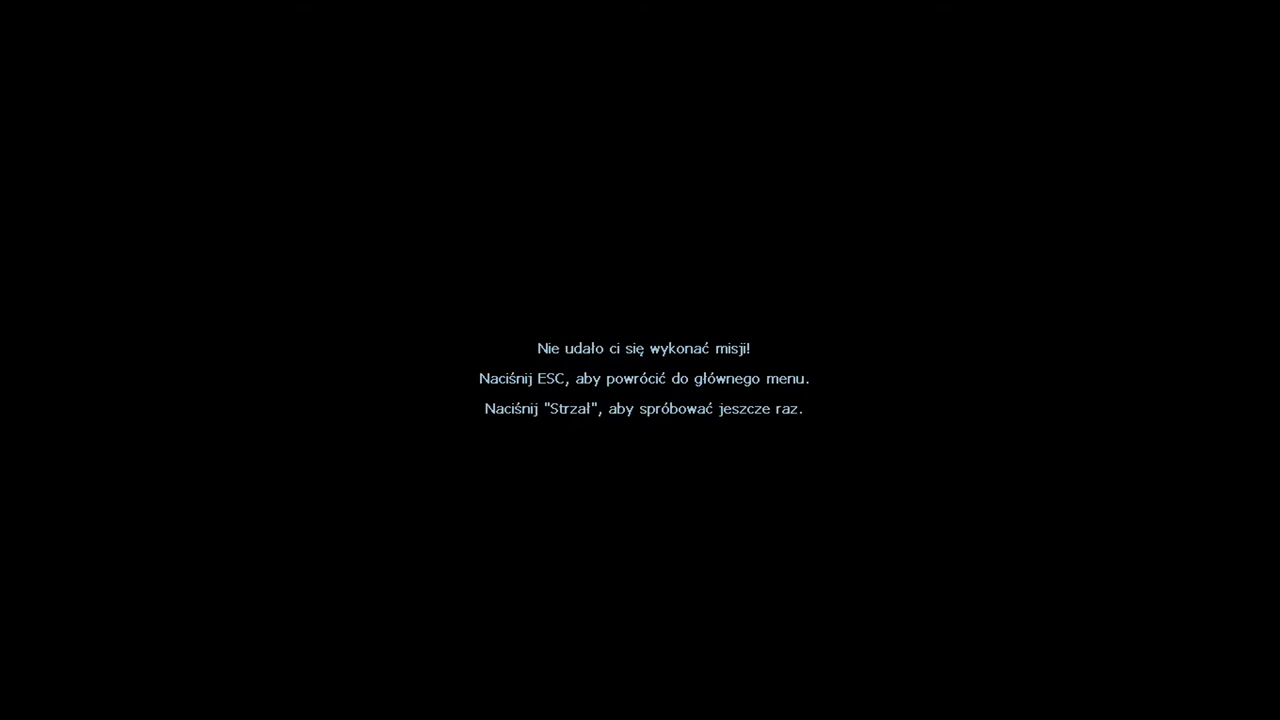 Nie udało ci się wykonać misji!
Naciśnij ESC, aby powrócić do głównego menu.
Naciśnij "Strzał", aby spróbować jeszcze raz.